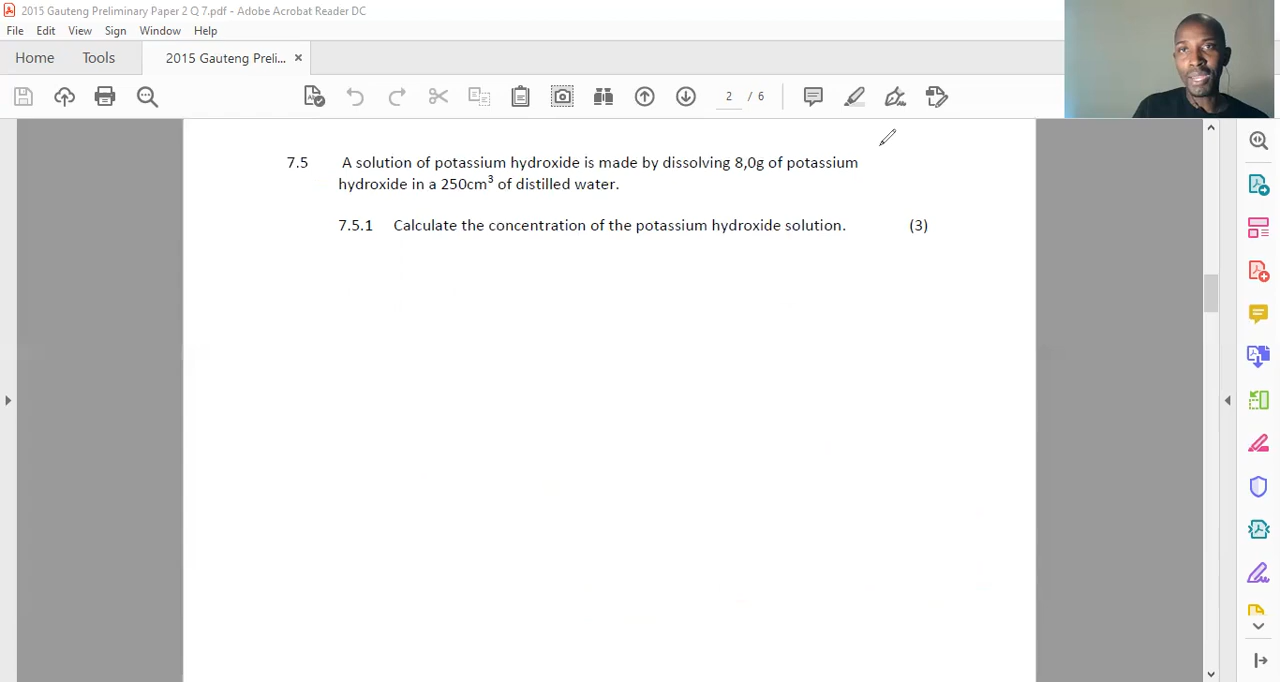 2015 Gauteng Preliminary Paper 2 Q 7.pdf - Adobe Acrobat Reader DC
File Edit View Sign Window Help
Home Tools 2015 Gauteng Preli... ×
2 / 6
7.5 A solution of potassium hydroxide is made by dissolving 8,0g of potassium
hydroxide in a 250cm³ of distilled water.
7.5.1 Calculate the concentration of the potassium hydroxide solution. (3)